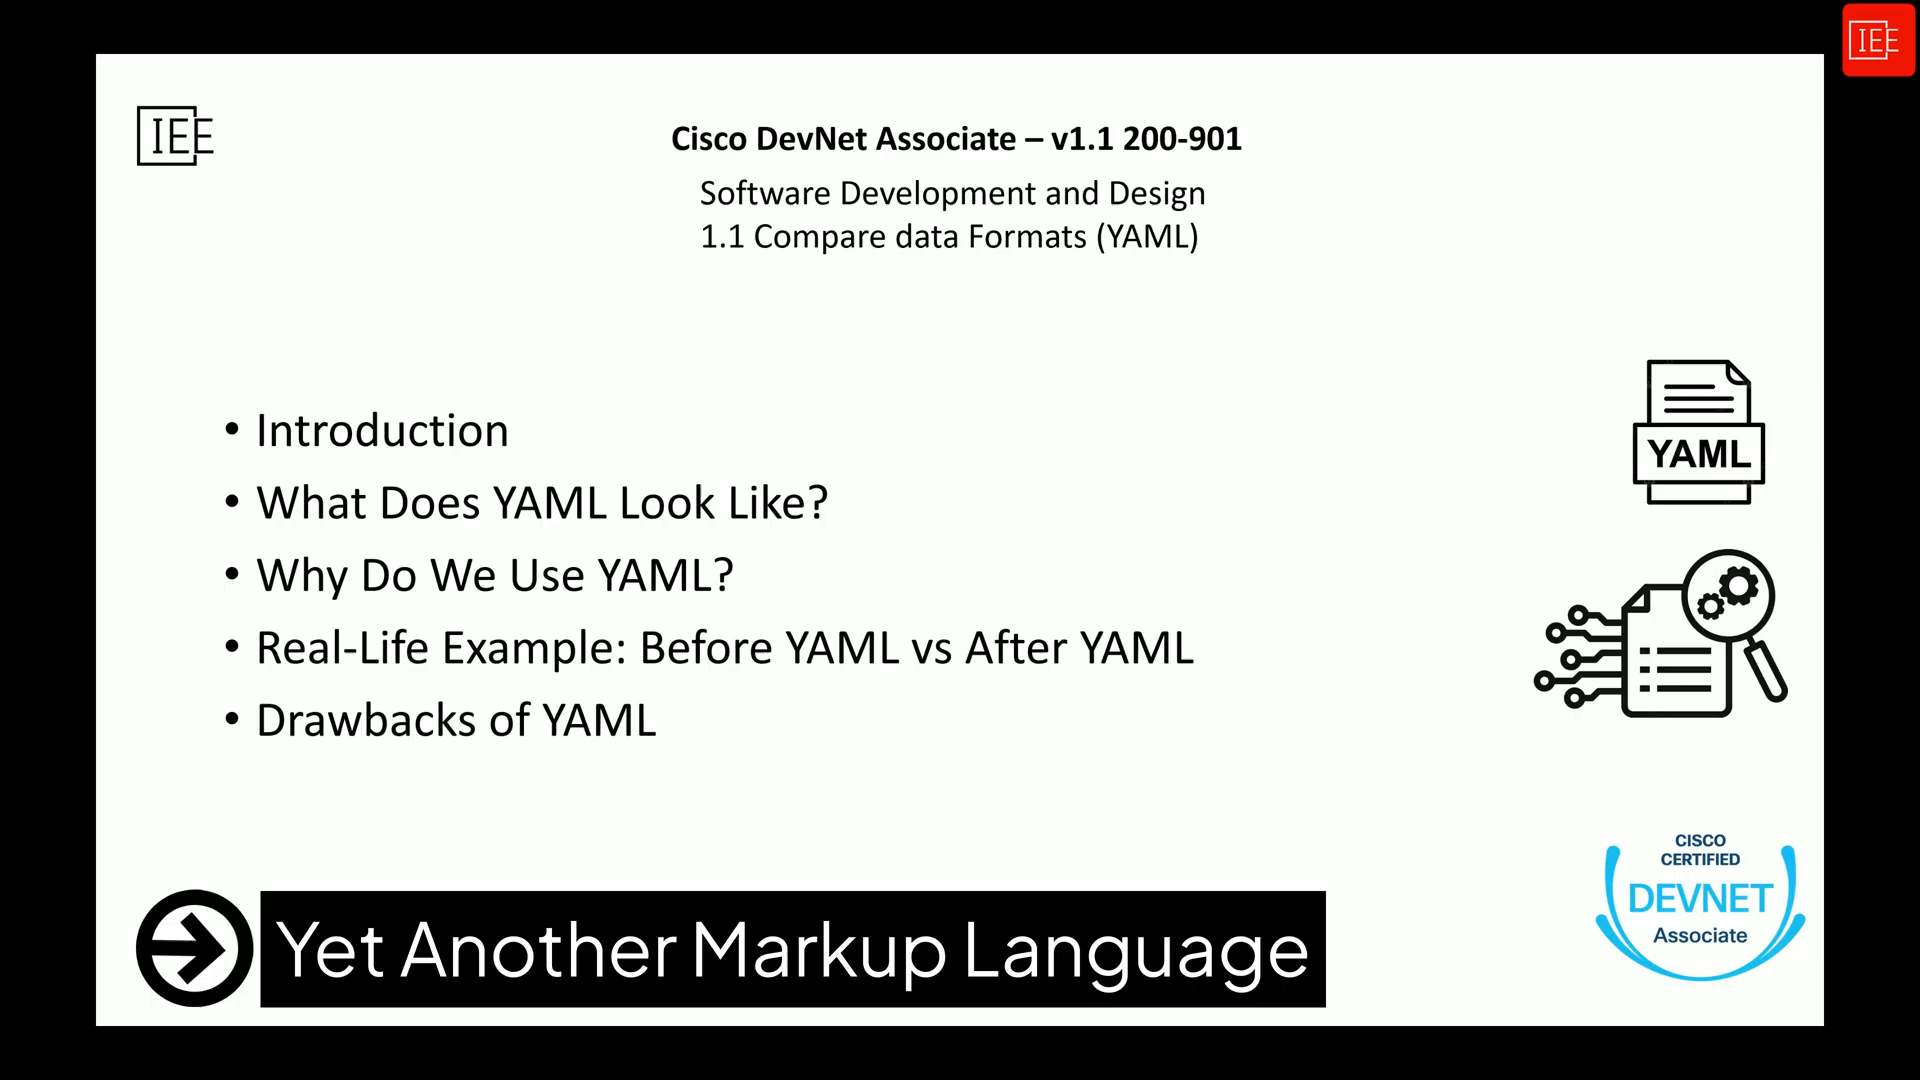 IEE
IEE
Cisco DevNet Associate – v1.1 200-901
Software Development and Design
1.1 Compare data Formats (YAML)
• Introduction
• What Does YAML Look Like?
• Why Do We Use YAML?
• Real-Life Example: Before YAML vs After YAML
• Drawbacks of YAML
YAML
CISCO
CERTIFIED
DEVNET
Associate
Yet Another Markup Language